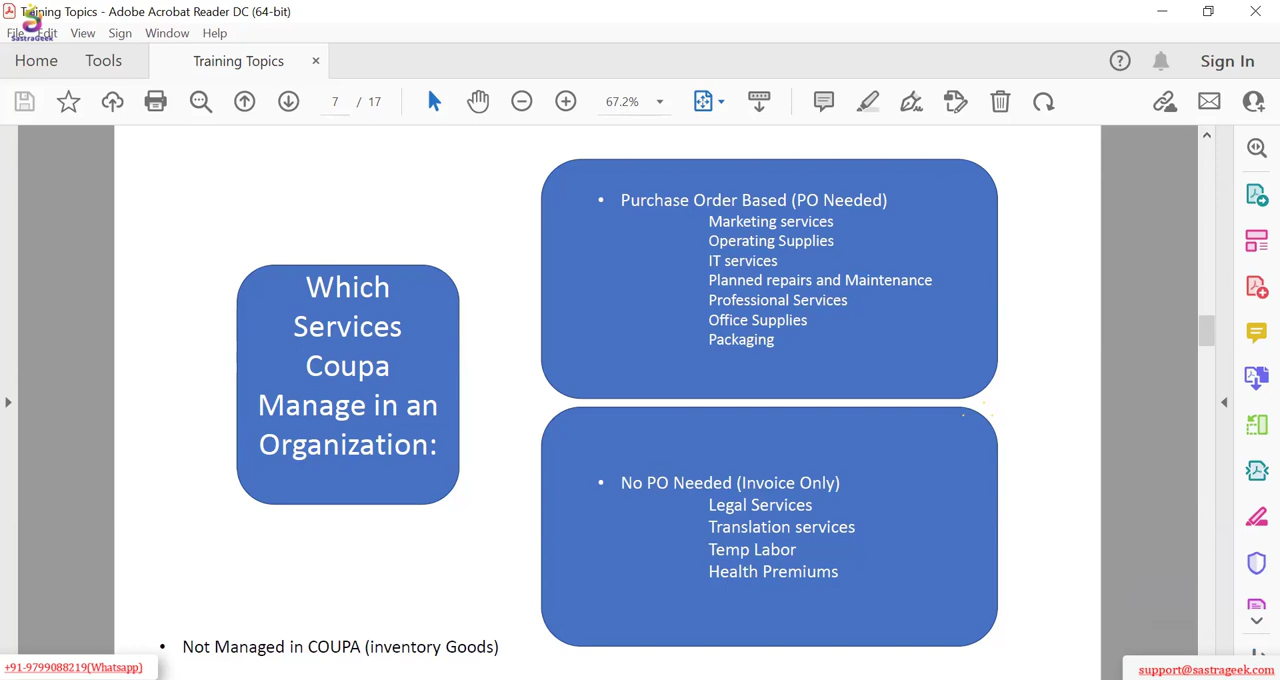 Training Topics - Adobe Acrobat Reader DC (64-bit)
SASTRAGEEK
File Edit View Sign Window Help
Home Tools Training Topics × Sign In
7 / 17 67.2%
• Purchase Order Based (PO Needed)
Marketing services
Operating Supplies
IT services
Planned repairs and Maintenance
Professional Services
Office Supplies
Packaging
Which
Services
Coupa
Manage in an
Organization:
• No PO Needed (Invoice Only)
Legal Services
Translation services
Temp Labor
Health Premiums
• Not Managed in COUPA (inventory Goods)
+91-9799088219(Whatsapp)
support@sastrageek.com